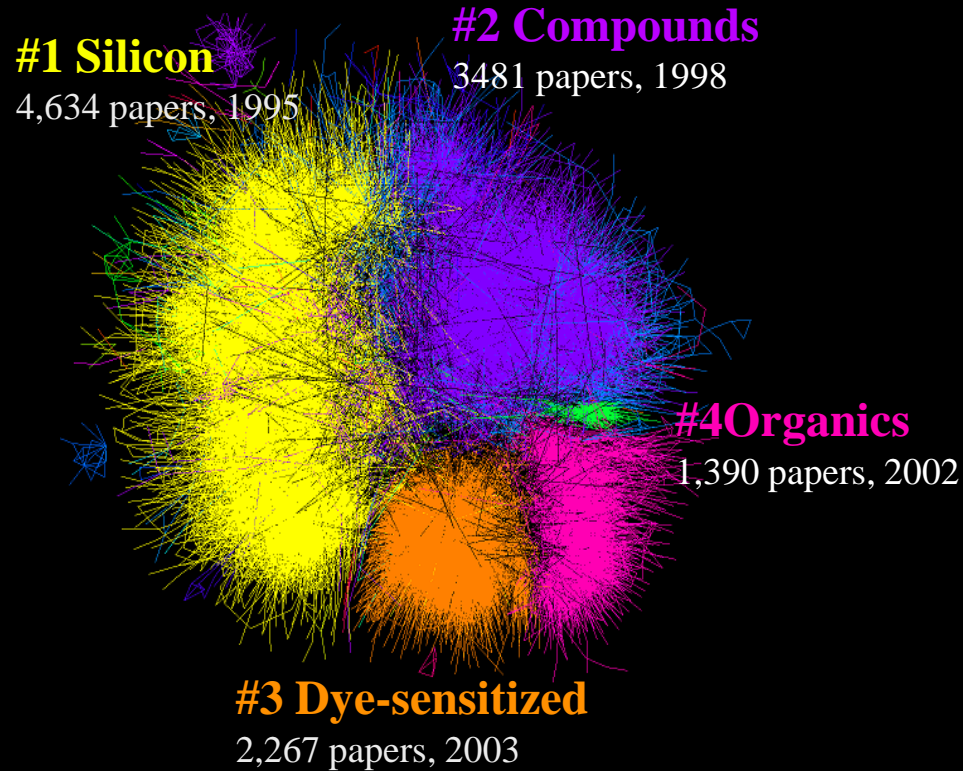 #1 Silicon
4,634 papers, 1995
#2 Compounds
3481 papers, 1998
#4Organics
1,390 papers, 2002
#3 Dye-sensitized
2,267 papers, 2003